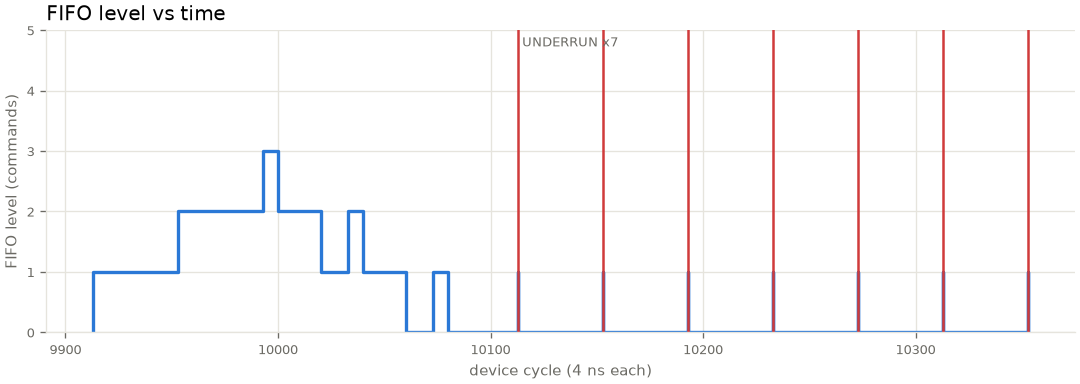 FIFO level vs time
FIFO level (commands)
5
4
3
2
1
0
UNDERRUN x7
9900 10000 10100 10200 10300
device cycle (4 ns each)